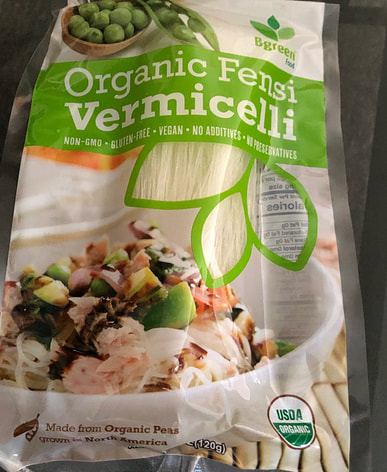 Bgreen
Food
Organic Fensi
Vermicelli
NON-GMO • GLUTEN-FREE • VEGAN • NO ADDITIVES • NO PRESERVATIVES
USDA
ORGANIC
Made from Organic Peas
grown in North America
(120g)